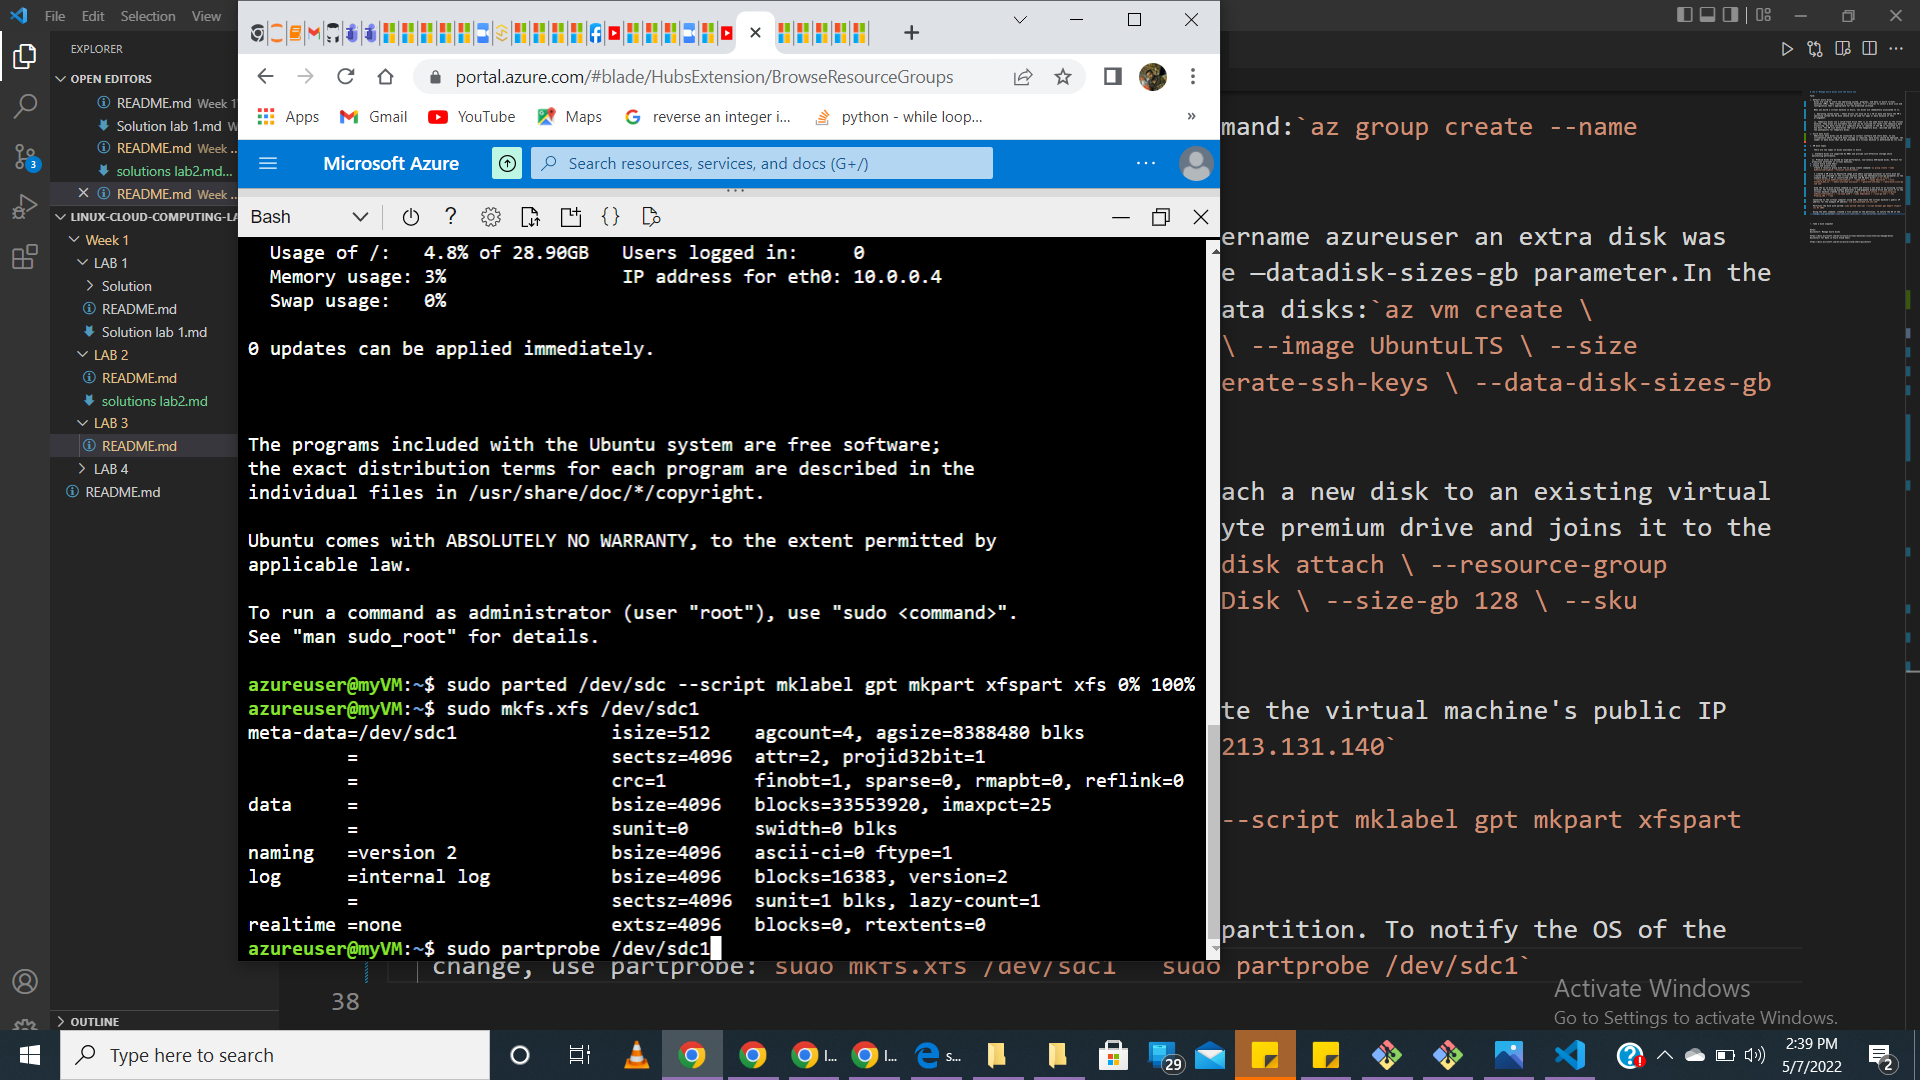 File Edit Selection View
EXPLORER
OPEN EDITORS
README.md Week 1
Solution lab 1.md W
README.md Week ...
solutions lab2.md...
README.md Week ...
LINUX-CLOUD-COMPUTING-LA
Week 1
LAB 1
Solution
README.md
Solution lab 1.md
LAB 2
README.md
solutions lab2.md
LAB 3
README.md
LAB 4
README.md
OUTLINE
3
portal.azure.com/#blade/HubsExtension/BrowseResourceGroups
Apps Gmail YouTube Maps reverse an integer i... python - while loop... »
Microsoft Azure Search resources, services, and docs (G+/)
Bash
Usage of /: 4.8% of 28.90GB Users logged in: 0
Memory usage: 3% IP address for eth0: 10.0.0.4
Swap usage: 0%
0 updates can be applied immediately.
The programs included with the Ubuntu system are free software;
the exact distribution terms for each program are described in the
individual files in /usr/share/doc/*/copyright.
Ubuntu comes with ABSOLUTELY NO WARRANTY, to the extent permitted by
applicable law.
To run a command as administrator (user "root"), use "sudo <command>".
See "man sudo_root" for details.
azureuser@myVM:~$ sudo parted /dev/sdc --script mklabel gpt mkpart xfspart xfs 0% 100%
azureuser@myVM:~$ sudo mkfs.xfs /dev/sdc1
meta-data=/dev/sdc1 isize=512 agcount=4, agsize=8388480 blks
= sectsz=4096 attr=2, projid32bit=1
= crc=1 finobt=1, sparse=0, rmapbt=0, reflink=0
data = bsize=4096 blocks=33553920, imaxpct=25
= sunit=0 swidth=0 blks
naming =version 2 bsize=4096 ascii-ci=0 ftype=1
log =internal log bsize=4096 blocks=16383, version=2
= sectsz=4096 sunit=1 blks, lazy-count=1
realtime =none extsz=4096 blocks=0, rtextents=0
azureuser@myVM:~$ sudo partprobe /dev/sdc1
mand:`az group create --name
ername azureuser an extra disk was
e —datadisk-sizes-gb parameter.In the
ata disks:`az vm create \
\ --image UbuntuLTS \ --size
erate-ssh-keys \ --data-disk-sizes-gb
ach a new disk to an existing virtual
yte premium drive and joins it to the
disk attach \ --resource-group
Disk \ --size-gb 128 \ --sku
te the virtual machine's public IP
213.131.140`
--script mklabel gpt mkpart xfspart
partition. To notify the OS of the
change, use partprobe: sudo mkfs.xfs /dev/sdc1 sudo partprobe /dev/sdc1`
38
Activate Windows
Go to Settings to activate Windows.
Type here to search
l... l... s... 29
2:39 PM
5/7/2022
2